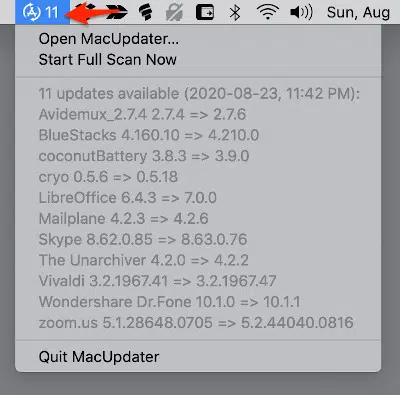 11 Sun, Aug
Open MacUpdater...
Start Full Scan Now
11 updates available (2020-08-23, 11:42 PM):
Avidemux_2.7.4 2.7.4 => 2.7.6
BlueStacks 4.160.10 => 4.210.0
coconutBattery 3.8.3 => 3.9.0
cryo 0.5.6 => 0.5.18
LibreOffice 6.4.3 => 7.0.0
Mailplane 4.2.3 => 4.2.6
Skype 8.62.0.85 => 8.63.0.76
The Unarchiver 4.2.0 => 4.2.2
Vivaldi 3.2.1967.41 => 3.2.1967.47
Wondershare Dr.Fone 10.1.0 => 10.1.1
zoom.us 5.1.28648.0705 => 5.2.44040.0816
Quit MacUpdater